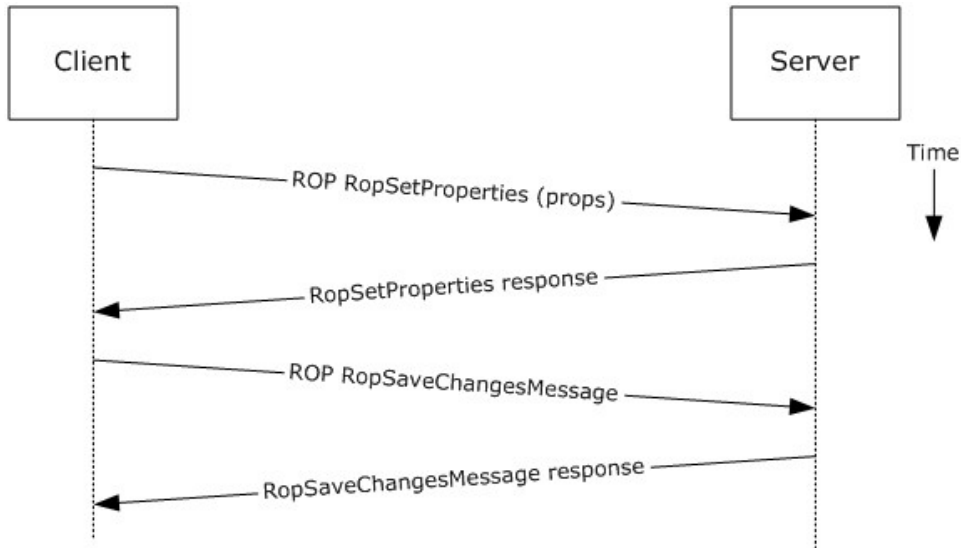 Client
Server
Time
ROP RopSetProperties (props)
RopSetProperties response
ROP RopSaveChangesMessage
RopSaveChangesMessage response